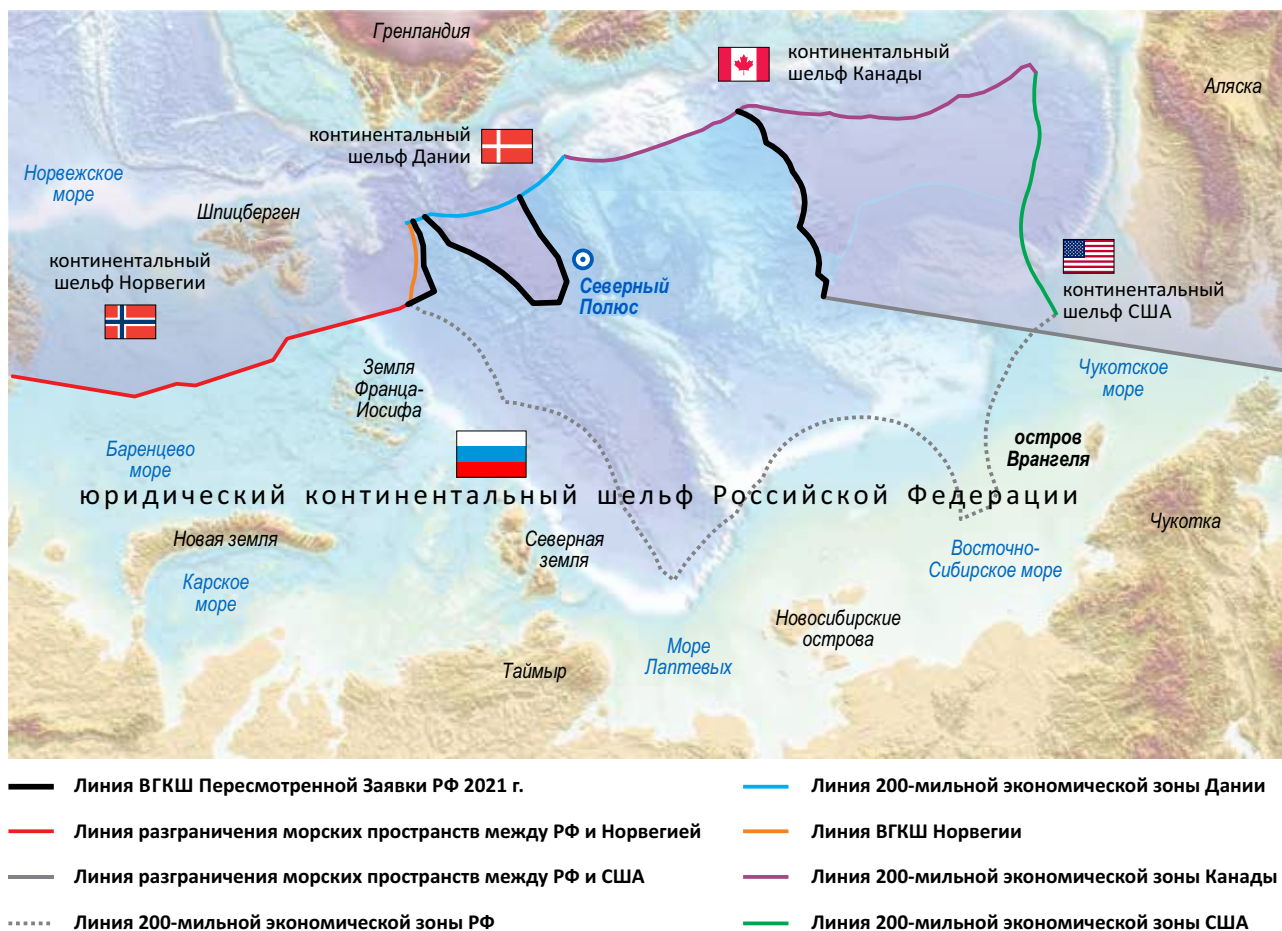 Гренландия
континентальный
шельф Канады
Аляска
континентальный
шельф Дании
Норвежское
море
Шпицберген
континентальный
шельф Норвегии
Северный
Полюс
континентальный
шельф США
Земля
Франца-
Иосифа
Чукотское
море
Баренцево
море
остров
Врангеля
юридический континентальный шельф Российской Федерации
Новая земля
Северная
земля
Чукотка
Карское
море
Восточно-
Сибирское море
Новосибирские
острова
Море
Лаптевых
Таймыр
Линия ВГКШ Пересмотренной Заявки РФ 2021 г.
Линия разграничения морских пространств между РФ и Норвегией
Линия разграничения морских пространств между РФ и США
Линия 200-мильной экономической зоны РФ
Линия 200-мильной экономической зоны Дании
Линия ВГКШ Норвегии
Линия 200-мильной экономической зоны Канады
Линия 200-мильной экономической зоны США